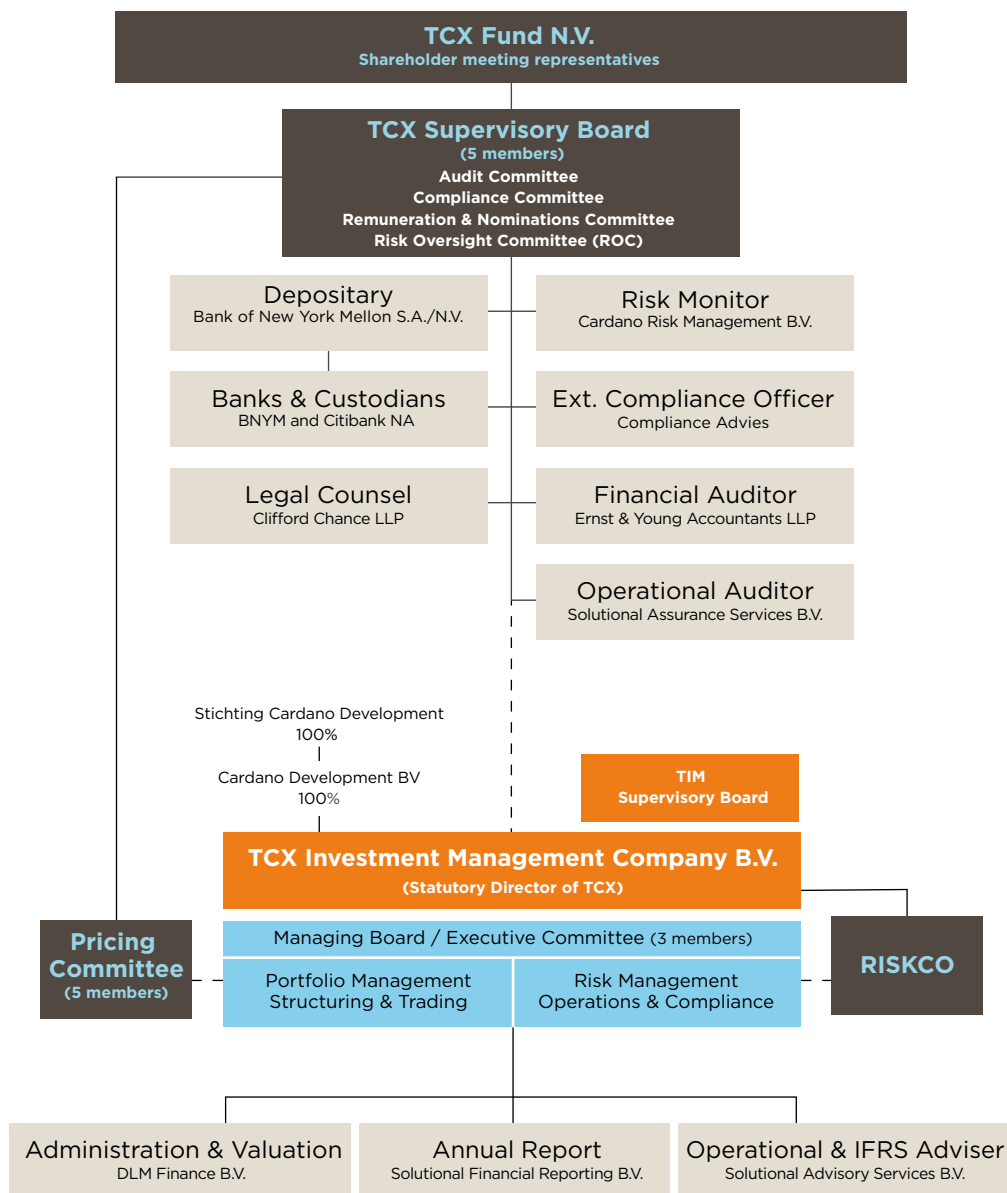 TCX Fund N.V.
Shareholder meeting representatives
TCX Supervisory Board
(5 members)
Audit Committee
Compliance Committee
Remuneration & Nominations Committee
Risk Oversight Committee (ROC)
Depositary
Bank of New York Mellon S.A./N.V.
Risk Monitor
Cardano Risk Management B.V.
Banks & Custodians
BNYM and Citibank NA
Ext. Compliance Officer
Compliance Advies
Legal Counsel
Clifford Chance LLP
Financial Auditor
Ernst & Young Accountants LLP
Operational Auditor
Solutional Assurance Services B.V.
Stichting Cardano Development
100%
Cardano Development BV
100%
TIM
Supervisory Board
TCX Investment Management Company B.V.
(Statutory Director of TCX)
Pricing
Committee
(5 members)
Managing Board / Executive Committee (3 members)
Portfolio Management
Structuring & Trading
Risk Management
Operations & Compliance
RISKCO
Administration & Valuation
DLM Finance B.V.
Annual Report
Solutional Financial Reporting B.V.
Operational & IFRS Adviser
Solutional Advisory Services B.V.